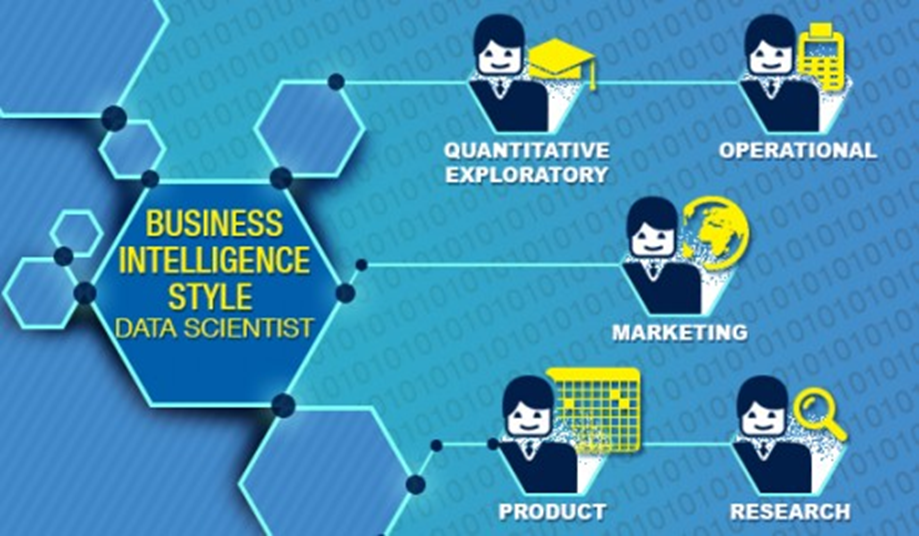 BUSINESS
INTELLIGENCE
STYLE
DATA SCIENTIST
QUANTITATIVE
EXPLORATORY
OPERATIONAL
MARKETING
PRODUCT
RESEARCH